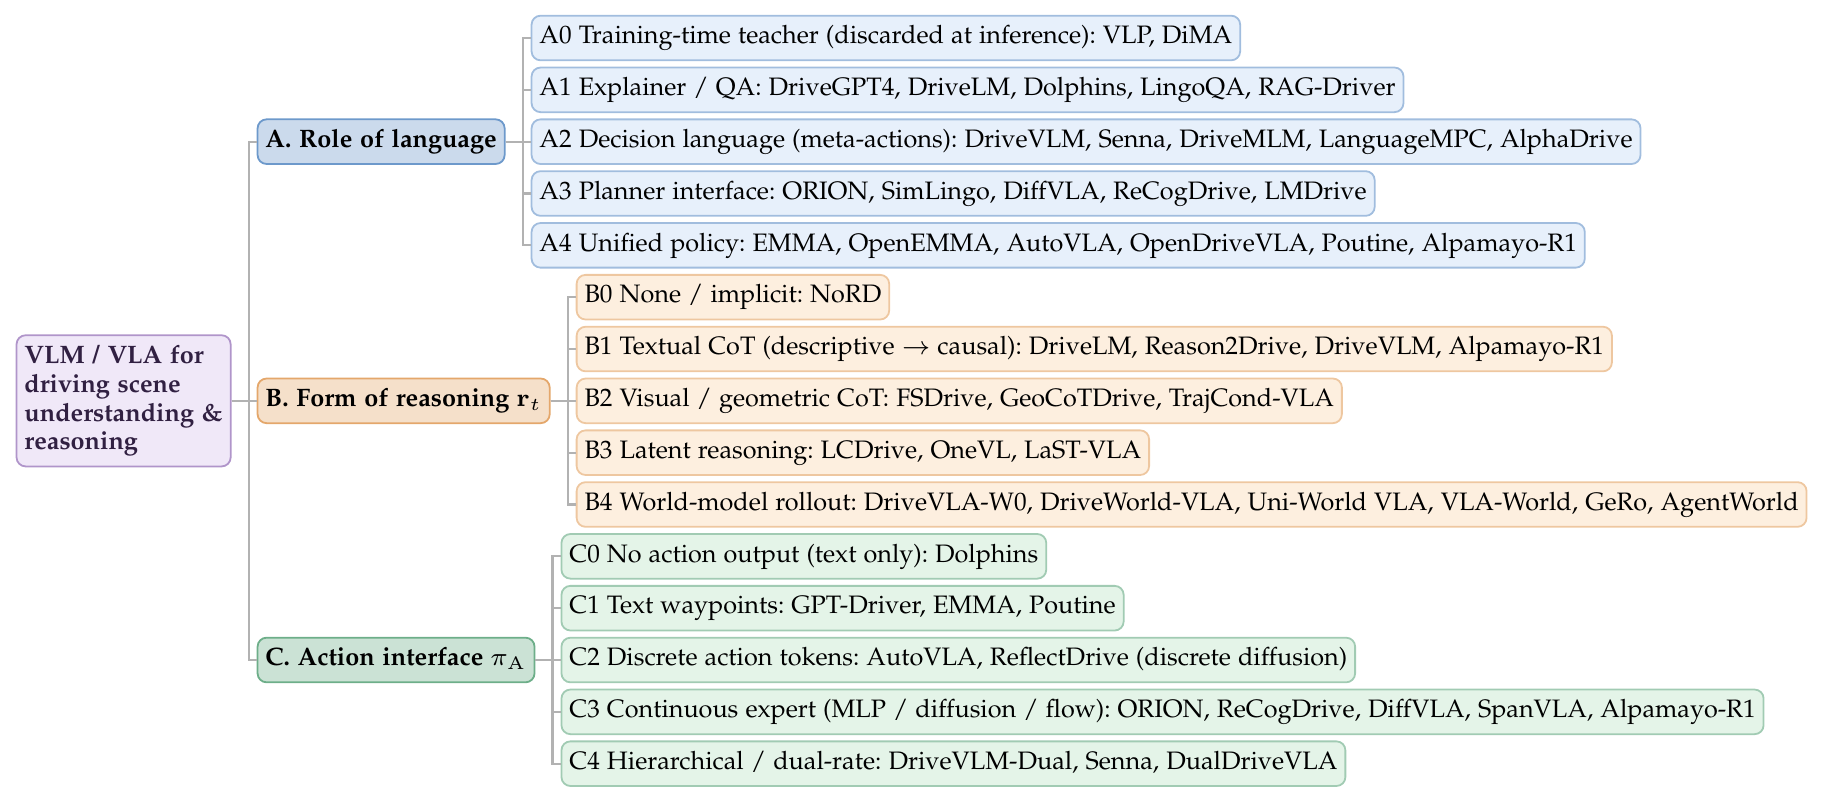 VLM / VLA for
driving scene
understanding &
reasoning
A. Role of language
A0 Training-time teacher (discarded at inference): VLP, DiMA
A1 Explainer / QA: DriveGPT4, DriveLM, Dolphins, LingoQA, RAG-Driver
A2 Decision language (meta-actions): DriveVLM, Senna, DriveMLM, LanguageMPC, AlphaDrive
A3 Planner interface: ORION, SimLingo, DiffVLA, ReCogDrive, LMDrive
A4 Unified policy: EMMA, OpenEMMA, AutoVLA, OpenDriveVLA, Poutine, Alpamayo-R1
B. Form of reasoning r_t
B0 None / implicit: NoRD
B1 Textual CoT (descriptive → causal): DriveLM, Reason2Drive, DriveVLM, Alpamayo-R1
B2 Visual / geometric CoT: FSDrive, GeoCoTDrive, TrajCond-VLA
B3 Latent reasoning: LCDrive, OneVL, LaST-VLA
B4 World-model rollout: DriveVLA-W0, DriveWorld-VLA, Uni-World VLA, VLA-World, GeRo, AgentWorld
C. Action interface π_A
C0 No action output (text only): Dolphins
C1 Text waypoints: GPT-Driver, EMMA, Poutine
C2 Discrete action tokens: AutoVLA, ReflectDrive (discrete diffusion)
C3 Continuous expert (MLP / diffusion / flow): ORION, ReCogDrive, DiffVLA, SpanVLA, Alpamayo-R1
C4 Hierarchical / dual-rate: DriveVLM-Dual, Senna, DualDriveVLA